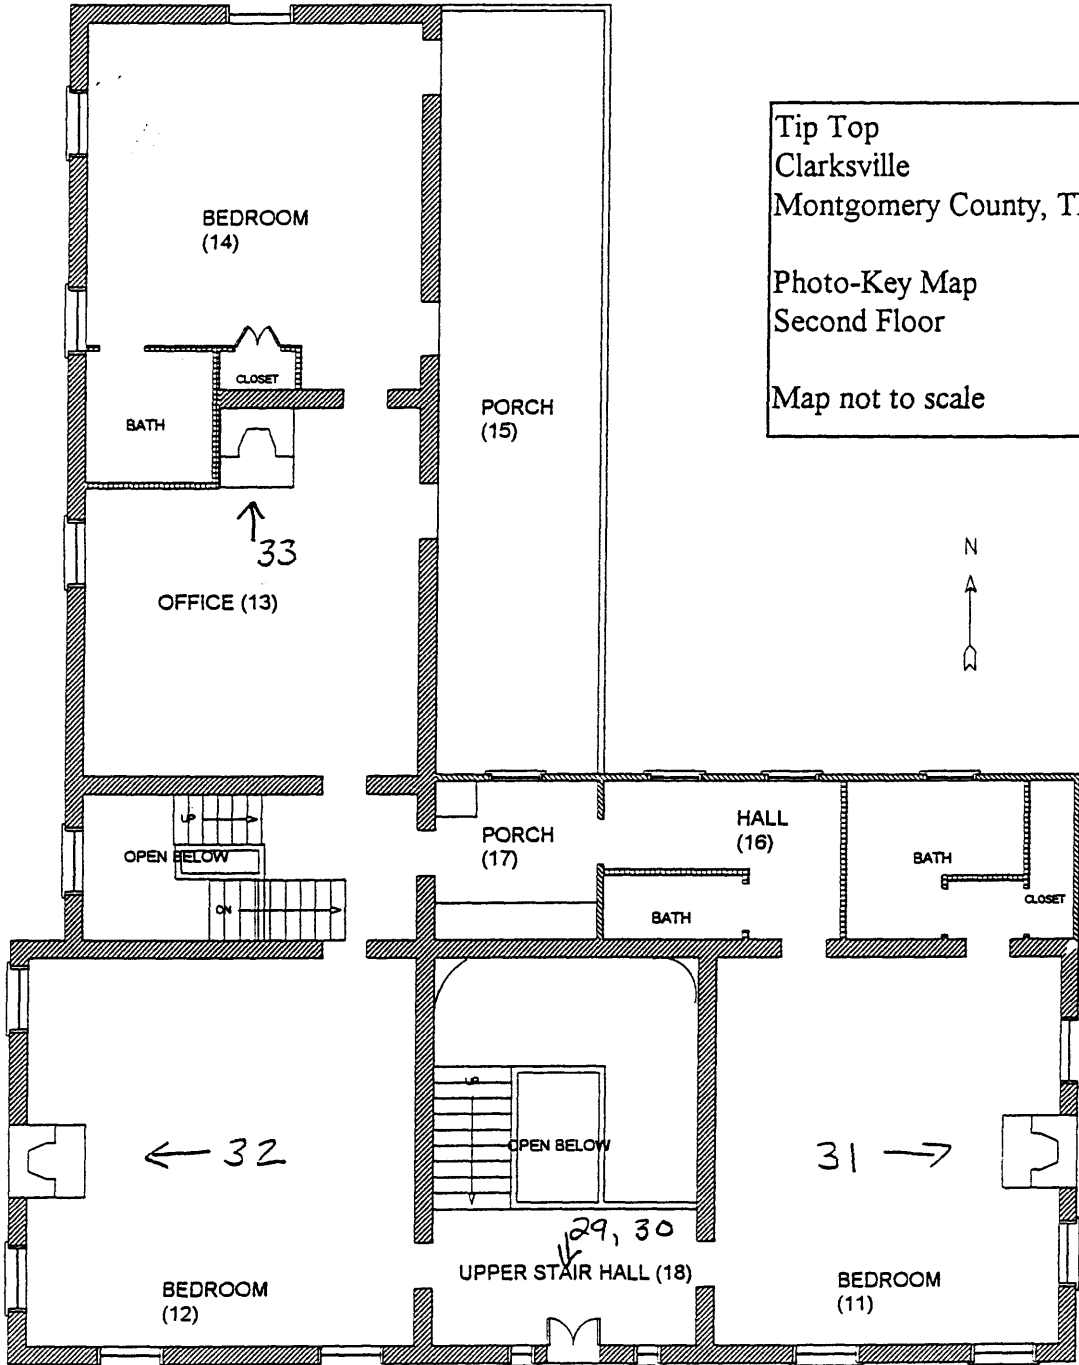 Tip Top
Clarksville
Montgomery County,
Photo-Key Map
Second Floor
Map not to scale
N
BEDROOM
(14)
CLOSET
BATH
PORCH
(15)
33
OFFICE (13)
UP
OPEN BELOW
DN
PORCH
(17)
HALL
(16)
BATH
BATH
CLOSET
UP
OPEN BELOW
32
31
29, 30
UPPER STAIR HALL (18)
BEDROOM
(12)
BEDROOM
(11)